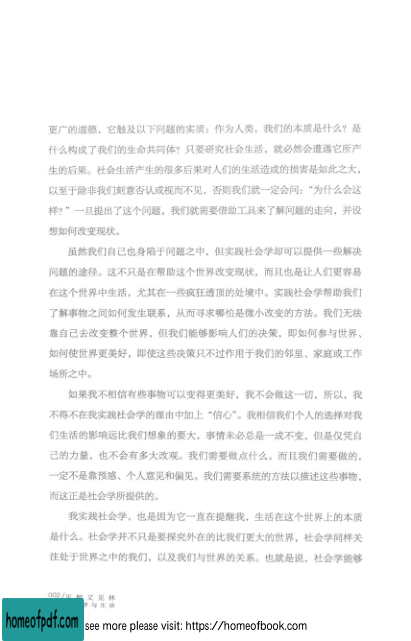 更广的道德，它触及以下问题的实质：作为人类，我们的本质是什么？是
什么构成了我们的生命共同体？只要研究社会生活，就必然会遭遇它所产
生的后果。社会生活产生的很多后果对人们的生活造成的损害是如此之大，
以至于除非我们刻意否认或视而不见，否则我们就一定会问：“为什么会这
样？”一旦提出了这个问题，我们就需要借助工具来了解问题的走向，并设
想如何改变现状。
虽然我们自己也身陷于问题之中，但实践社会学却可以提供一些解决
问题的途径。这不只是在帮助这个世界改变现状，而且也是让人们更容易
在这个世界中生活，尤其在一些疯狂透顶的处境中。实践社会学帮助我们
了解事物之间如何发生联系，从而寻求哪怕是微小改变的方法。我们无法
靠自己去改变整个世界，但我们能够影响人们的决策，即如何参与世界、
如何使世界更美好，即使这些决策只不过作用于我们的邻里、家庭或工作
场所之中。
如果我不相信有些事物可以变得更美好，我不会做这一切，所以，我
不得不在我实践社会学的理由中加上“信心”。我相信我们个人的选择对我
们生活的影响远比我们想象的要大，事情未必总是一成不变，但是仅凭自
己的力量，也不会有多大改观。我们需要做点什么。而且我们需要做的，
一定不是靠预感、个人意见和偏见。我们需要系统的方法以描述这些事物，
而这正是社会学所提供的。
我实践社会学，也是因为它一直在提醒我，生活在这个世界上的本质
是什么。社会学并不只是要探究外在的比我们更大的世界，社会学同样关
注处于世界之中的我们，以及我们与世界的关系。也就是说，社会学能够
002/见树又见林
与生活
homeofpdf.com
see more please visit: https://homeofbook.com